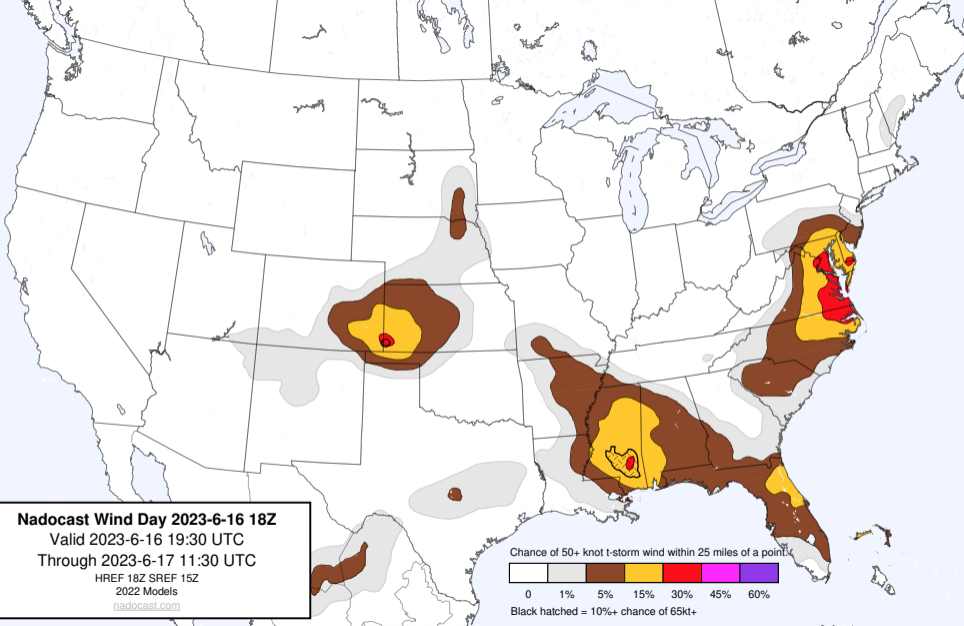 Nadocast Wind Day 2023-6-16 18Z
Valid 2023-6-16 19:30 UTC
Through 2023-6-17 11:30 UTC
HREF 18Z SREF 15Z
2022 Models
nadocast.com
Chance of 50+ knot t-storm wind within 25 miles of a point.
0 1% 5% 15% 30% 45% 60%
Black hatched = 10%+ chance of 65kt+